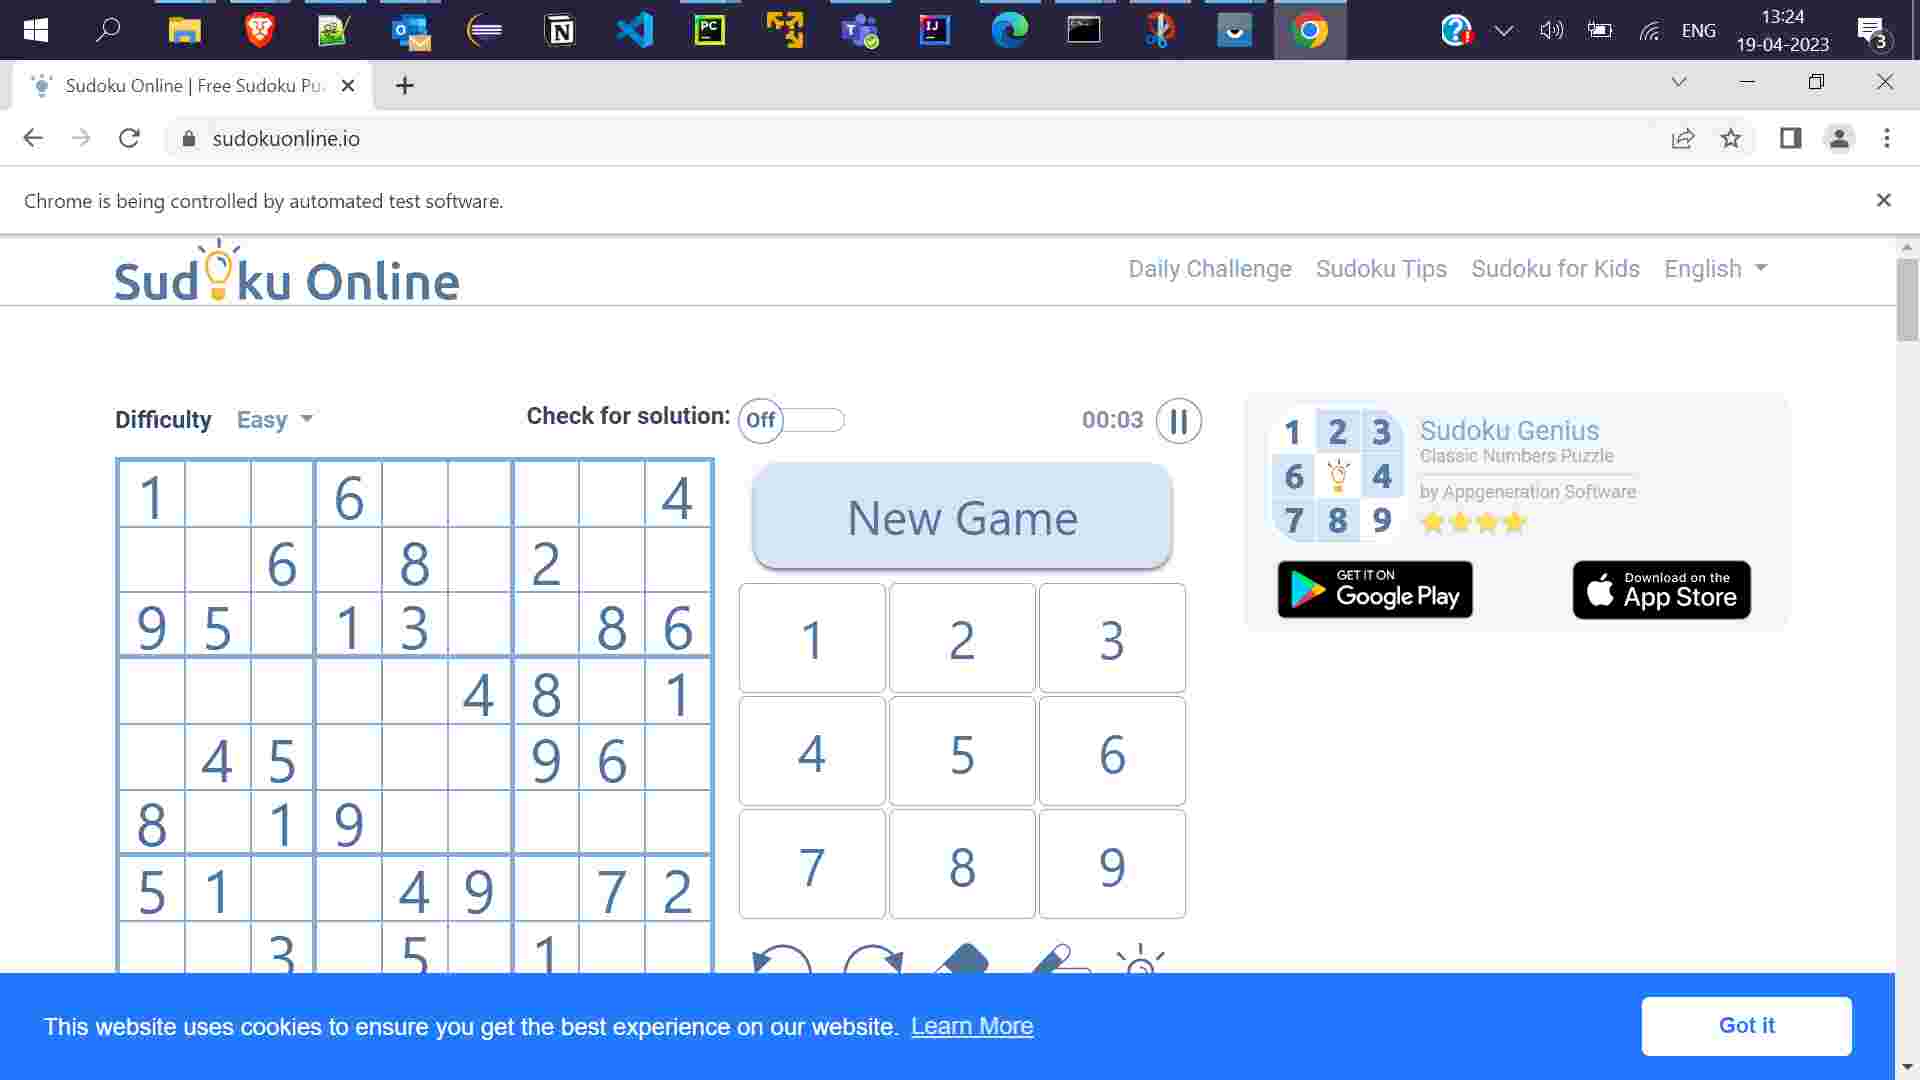 13:24
ENG
19-04-2023
3
Sudoku Online | Free Sudoku Pu
sudokuonline.io
Chrome is being controlled by automated test software.
Sudoku Online
Daily Challenge Sudoku Tips Sudoku for Kids English
Difficulty Easy Check for solution: Off 00:03
New Game
1 6 4
6 8 2
9 5 1 3 8 6
4 8 1
4 5 9 6
8 1 9
5 1 4 9 7 2
3 5 1
1 2 3
4 5 6
7 8 9
1 2 3
6 4
7 8 9
Sudoku Genius
Classic Numbers Puzzle
by Appgeneration Software
GET IT ON
Google Play
Download on the
App Store
This website uses cookies to ensure you get the best experience on our website. Learn More
Got it